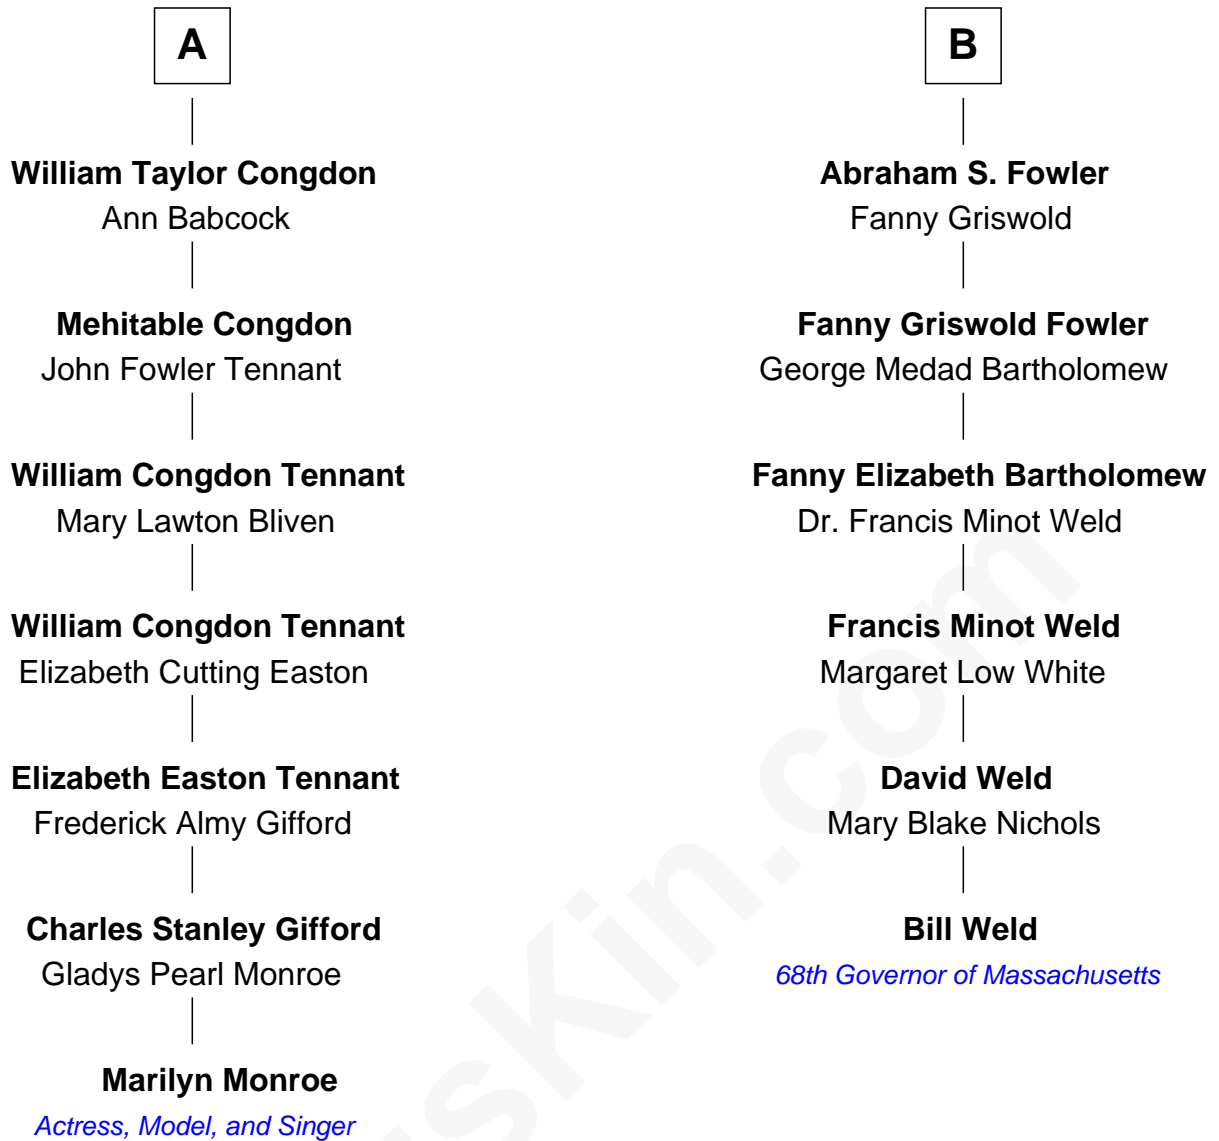 A
William Taylor Congdon
Ann Babcock
Mehitable Congdon
John Fowler Tennant
William Congdon Tennant
Mary Lawton Bliven
William Congdon Tennant
Elizabeth Cutting Easton
Elizabeth Easton Tennant
Frederick Almy Gifford
Charles Stanley Gifford
Gladys Pearl Monroe
Marilyn Monroe
Actress, Model, and Singer
B
Abraham S. Fowler
Fanny Griswold
Fanny Griswold Fowler
George Medad Bartholomew
Fanny Elizabeth Bartholomew
Dr. Francis Minot Weld
Francis Minot Weld
Margaret Low White
David Weld
Mary Blake Nichols
Bill Weld
68th Governor of Massachusetts